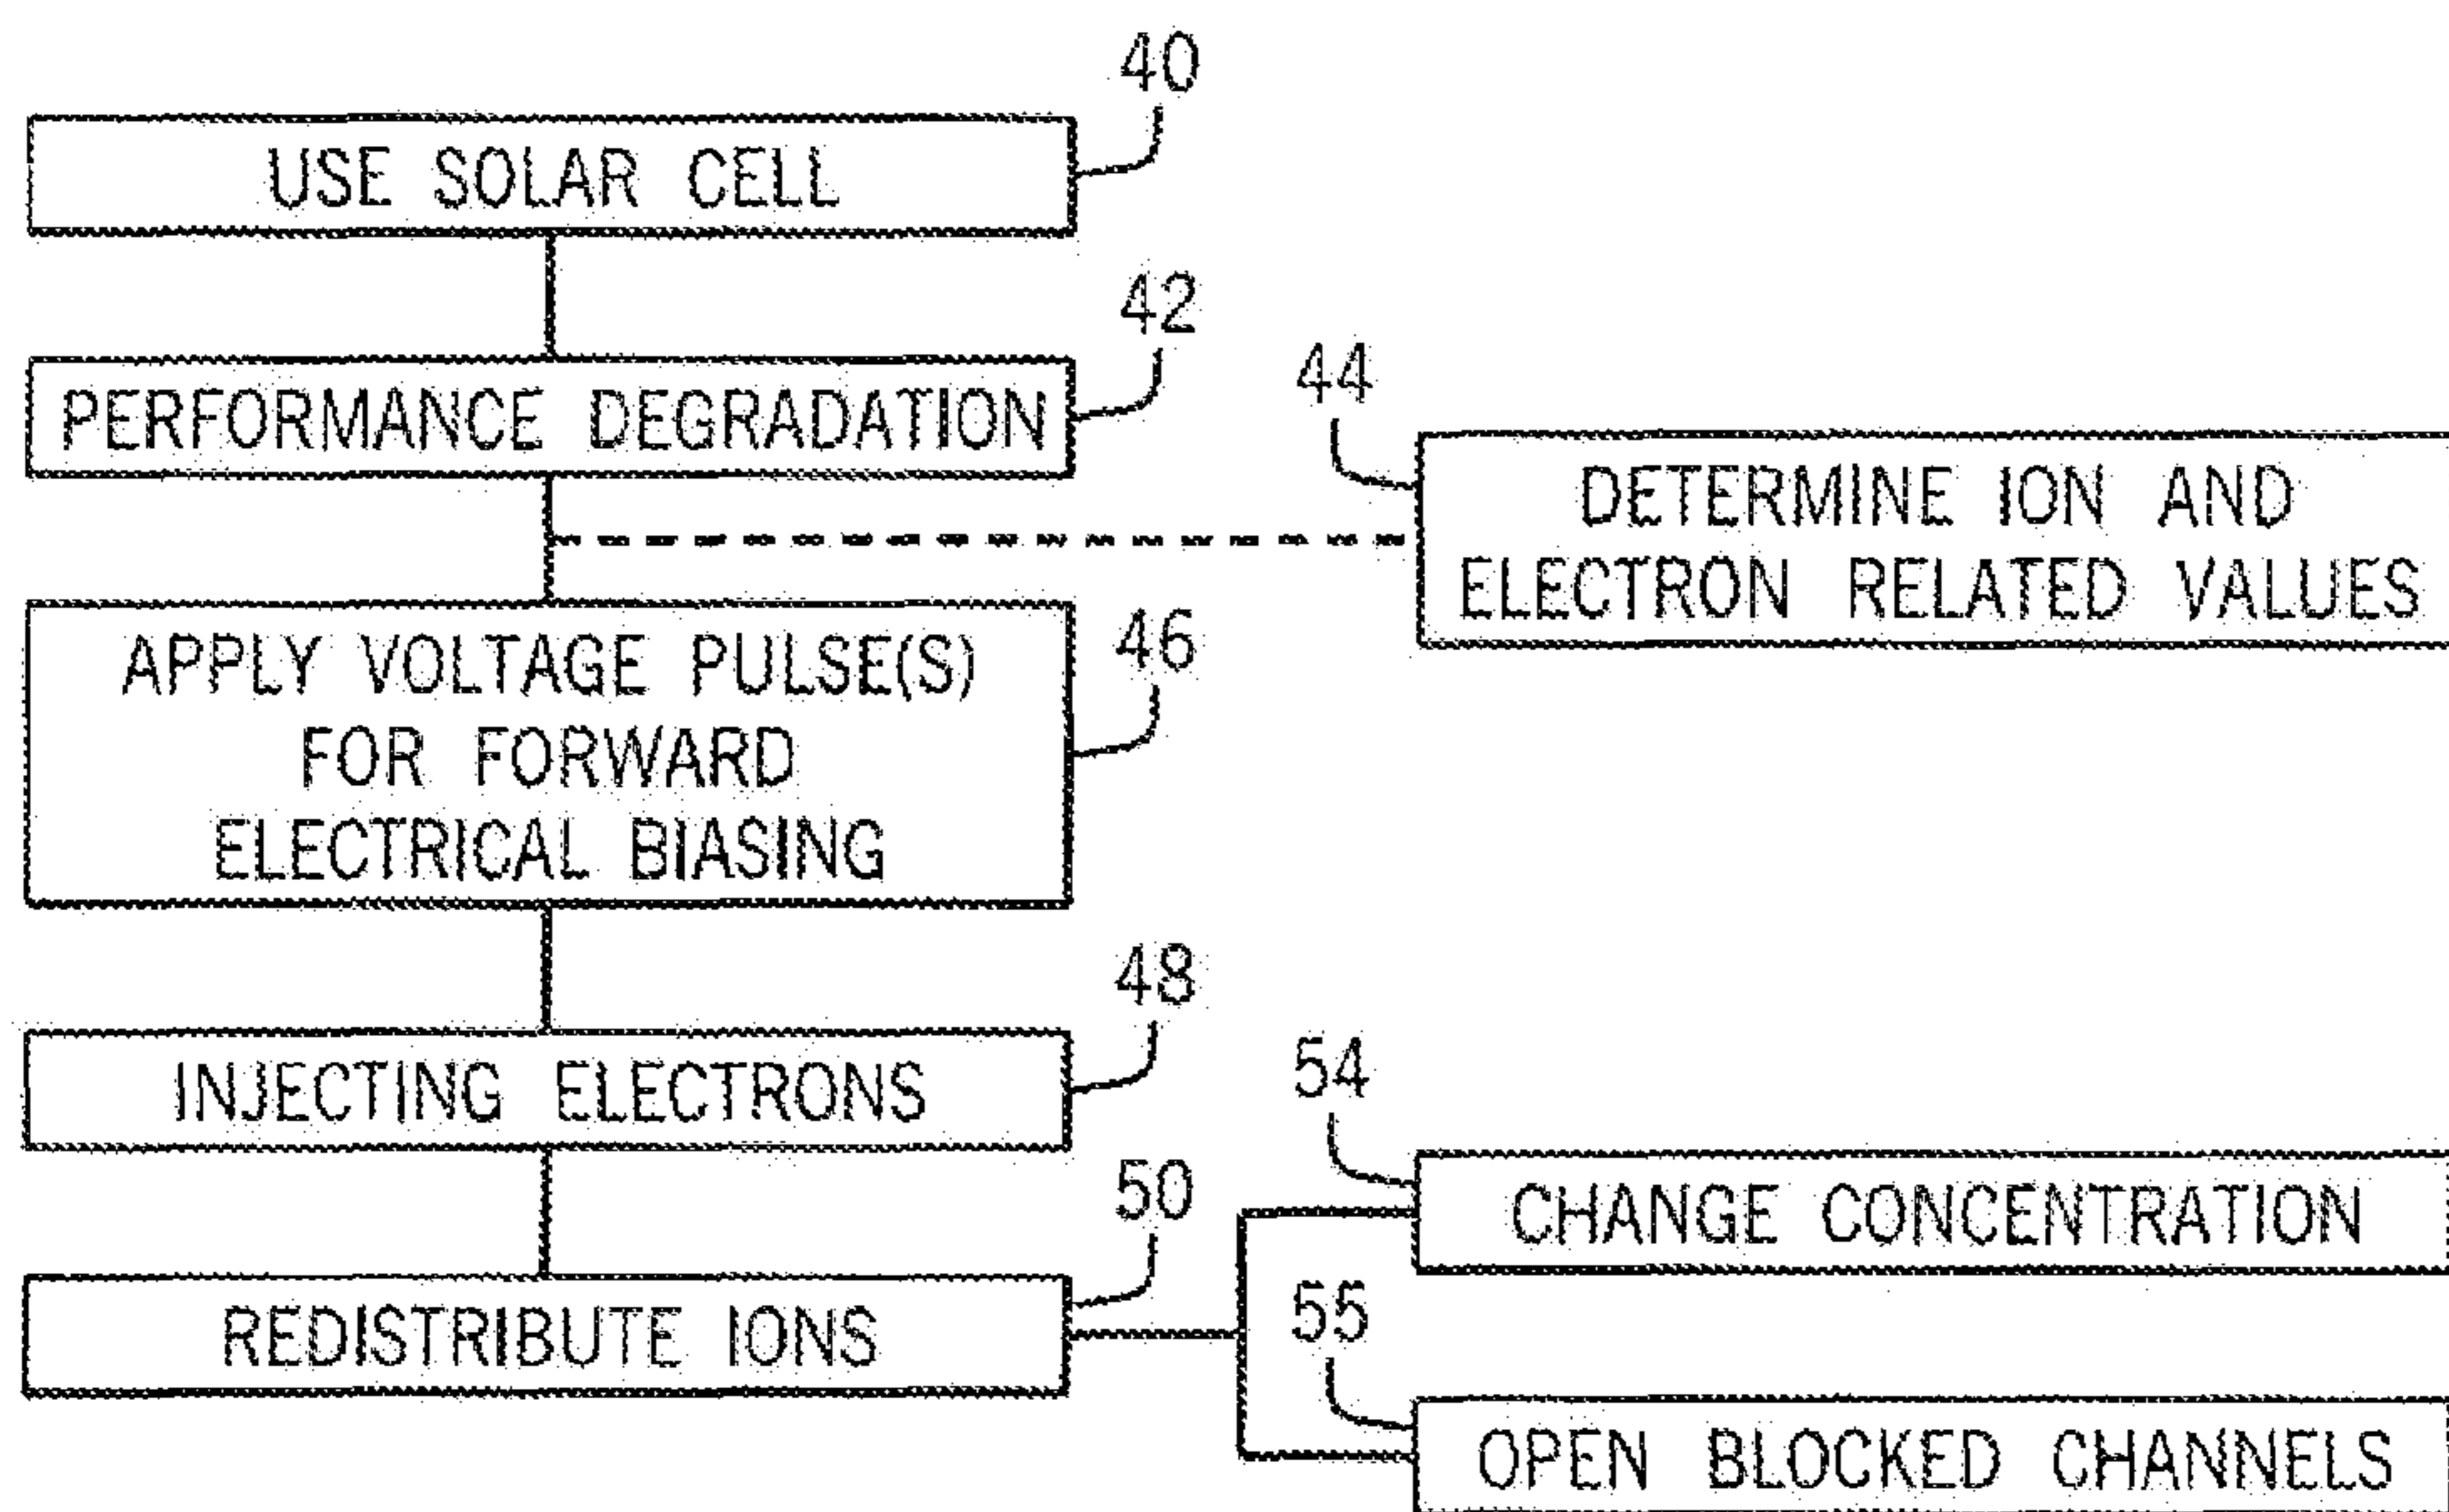 40
USE SOLAR CELL
42
PERFORMANCE DEGRADATION
44
DETERMINE ION AND
ELECTRON RELATED VALUES
46
APPLY VOLTAGE PULSE(S)
FOR FORWARD
ELECTRICAL BIASING
48
INJECTING ELECTRONS
50
REDISTRIBUTE IONS
54
CHANGE CONCENTRATION
55
OPEN BLOCKED CHANNELS